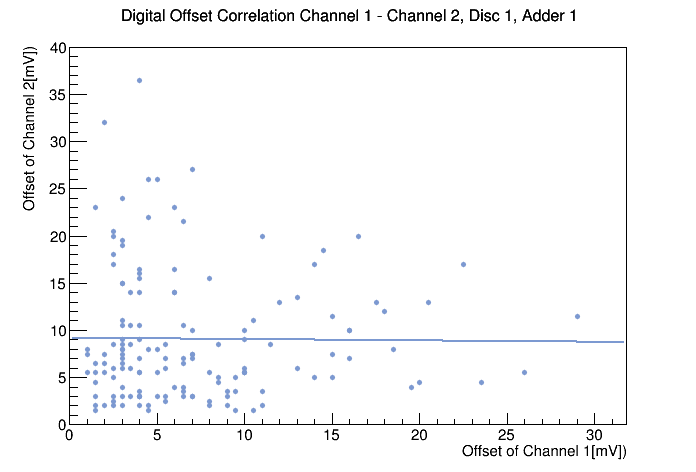 Digital Offset Correlation Channel 1 - Channel 2, Disc 1, Adder 1
Offset of Channel 2[mV])
40
35
30
25
20
15
10
5
0
0 5 10 15 20 25 30
Offset of Channel 1[mV])